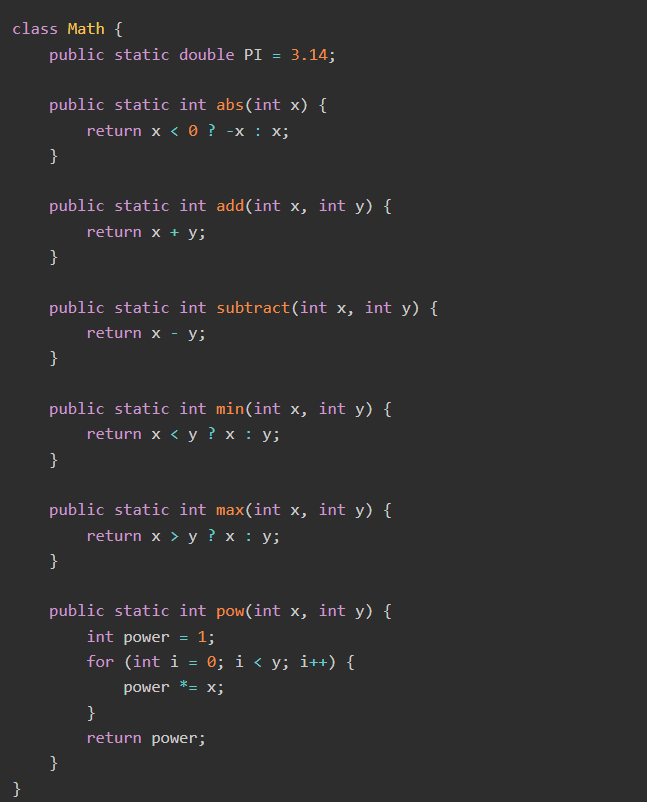 class Math {
    public static double PI = 3.14;

    public static int abs(int x) {
        return x < 0 ? -x : x;
    }

    public static int add(int x, int y) {
        return x + y;
    }

    public static int subtract(int x, int y) {
        return x - y;
    }

    public static int min(int x, int y) {
        return x < y ? x : y;
    }

    public static int max(int x, int y) {
        return x > y ? x : y;
    }

    public static int pow(int x, int y) {
        int power = 1;
        for (int i = 0; i < y; i++) {
            power *= x;
        }
        return power;
    }
}